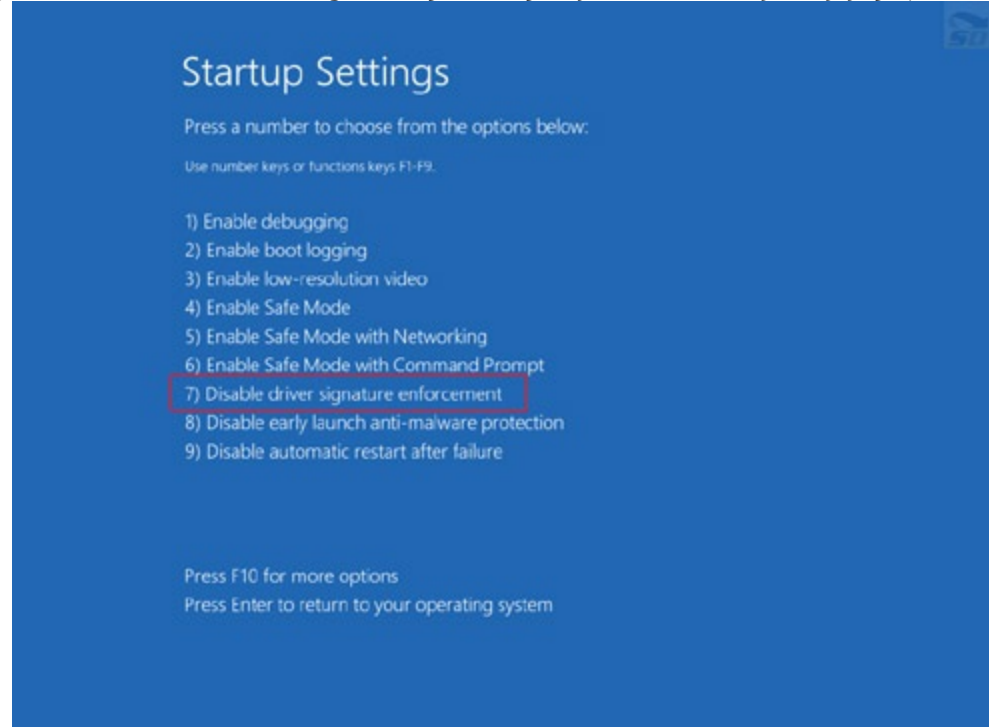 Startup Settings
Press a number to choose from the options below:
Use number keys or functions keys F1-F9.
1) Enable debugging
2) Enable boot logging
3) Enable low-resolution video
4) Enable Safe Mode
5) Enable Safe Mode with Networking
6) Enable Safe Mode with Command Prompt
7) Disable driver signature enforcement
8) Disable early launch anti-malware protection
9) Disable automatic restart after failure
Press F10 for more options
Press Enter to return to your operating system